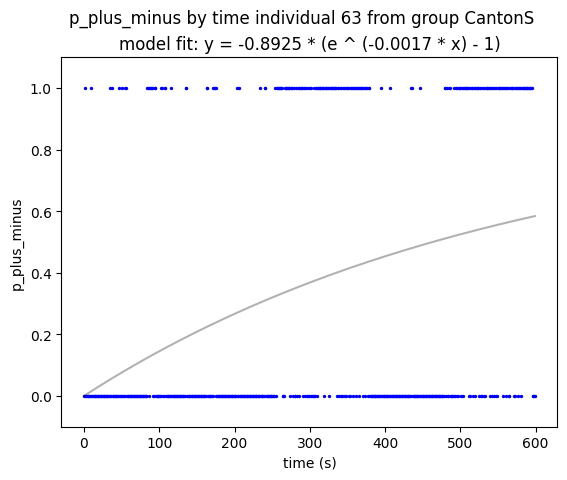 p_plus_minus by time individual 63 from group CantonS
model fit: y = -0.8925 * (e ^ (-0.0017 * x) - 1)
1.0
0.8
0.6
0.4
0.2
0.0
p_plus_minus
0 100 200 300 400 500 600
time (s)